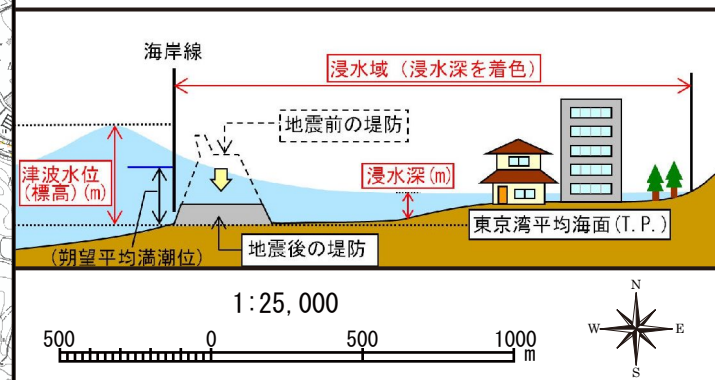 海岸線
浸水域（浸水深を着色）
地震前の堤防
津波水位
(標高)(m)
浸水深(m)
東京湾平均海面(T.P.)
(朔望平均満潮位)
地震後の堤防
1:25,000
500 0 500 1000
m
N
W E
S